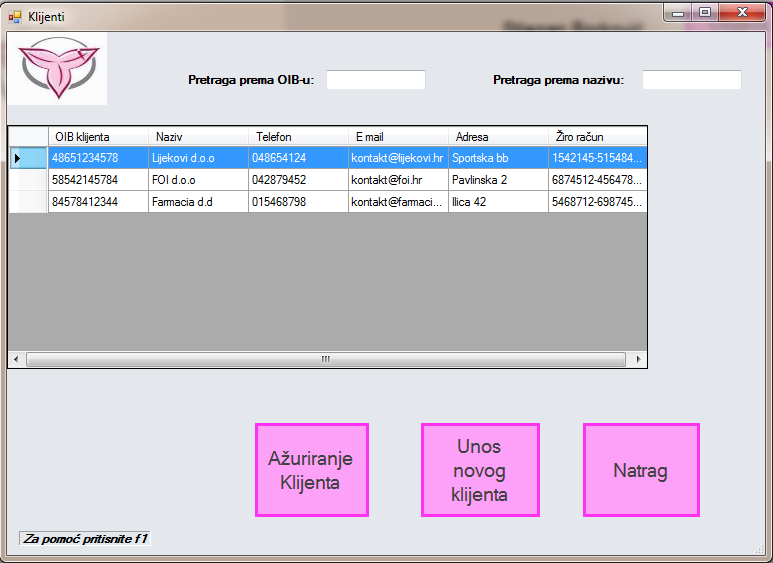 Klijenti
Pretraga prema OIB-u:
Pretraga prema nazivu:
OIB klijenta Naziv Telefon E mail Adresa Žiro račun
48651234578 Lijekovi d.o.o 048654124 kontakt@lijekovi.hr Sportska bb 1542145-515484...
58542145784 FOI d.o.o 042879452 kontakt@foi.hr Pavlinska 2 6874512-456478...
84578412344 Farmacia d.d 015468798 kontakt@farmaci... Ilica 42 5468712-698745...
Ažuriranje
Klijenta
Unos
novog
klijenta
Natrag
Za pomoć pritisnite f1